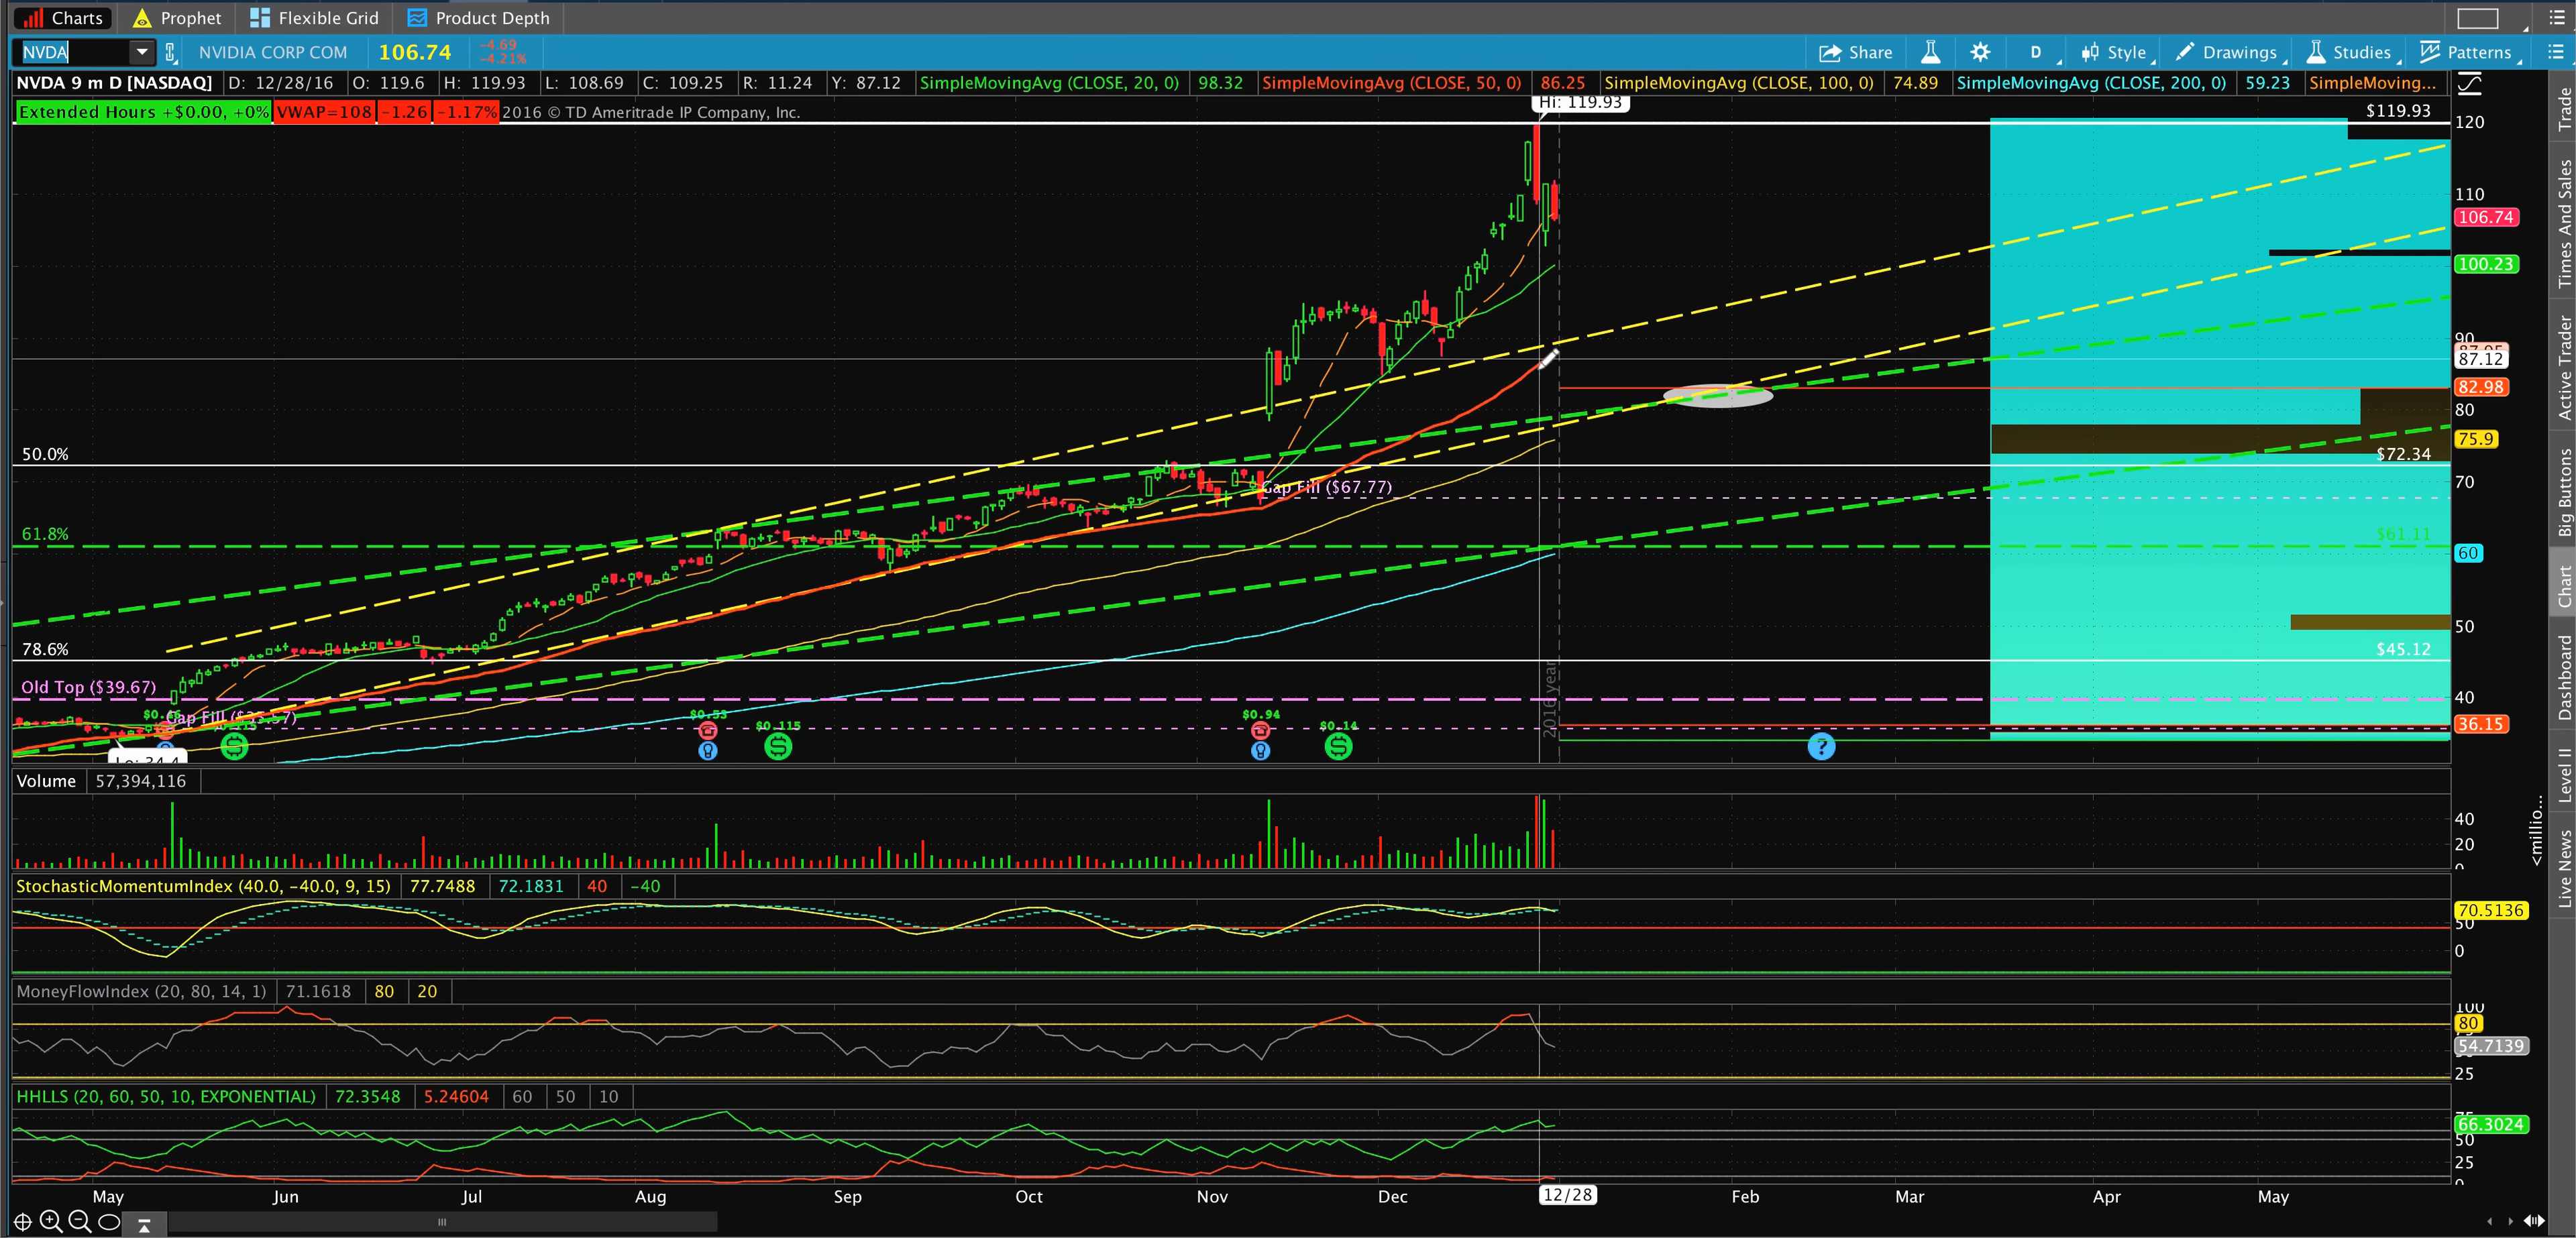 Charts Prophet Flexible Grid Product Depth
NVDA NVIDIA CORP COM 106.74 -4.69 -4.21% Share D Style Drawings Studies Patterns
NVDA 9 m D [NASDAQ] D: 12/28/16 O: 119.6 H: 119.93 L: 108.69 C: 109.25 R: 11.24 Y: 87.12 SimpleMovingAvg (CLOSE, 20, 0) 98.32 SimpleMovingAvg (CLOSE, 50, 0) 86.25 SimpleMovingAvg (CLOSE, 100, 0) 74.89 SimpleMovingAvg (CLOSE, 200, 0) 59.23 SimpleMoving...
Extended Hours +$0.00, +0% VWAP=108 -1.26 -1.17% 2016 © TD Ameritrade IP Company, Inc.
Hi: 119.93
$119.93
120
110
106.74
100.23
90
87.12
82.98
80
75.9
50.0%
$72.34
70
Gap Fill ($67.77)
61.8%
$61.11
60
50
78.6%
$45.12
Old Top ($39.67)
40
36.15
$0.53
$0.115
$0.94
$0.14
?
2016 year
Volume 57,394,116
40
20
<millio...
StochasticMomentumIndex (40.0, -40.0, 9, 15) 77.7488 72.1831 40 -40
70.5136
50
0
MoneyFlowIndex (20, 80, 14, 1) 71.1618 80 20
100
80
54.7139
25
HHLLS (20, 60, 50, 10, EXPONENTIAL) 72.3548 5.24604 60 50 10
66.3024
50
25
May Jun Jul Aug Sep Oct Nov Dec 12/28 Feb Mar Apr May
Trade
Times And Sales
Active Trader
Big Buttons
Chart
Dashboard
Level II
Live News